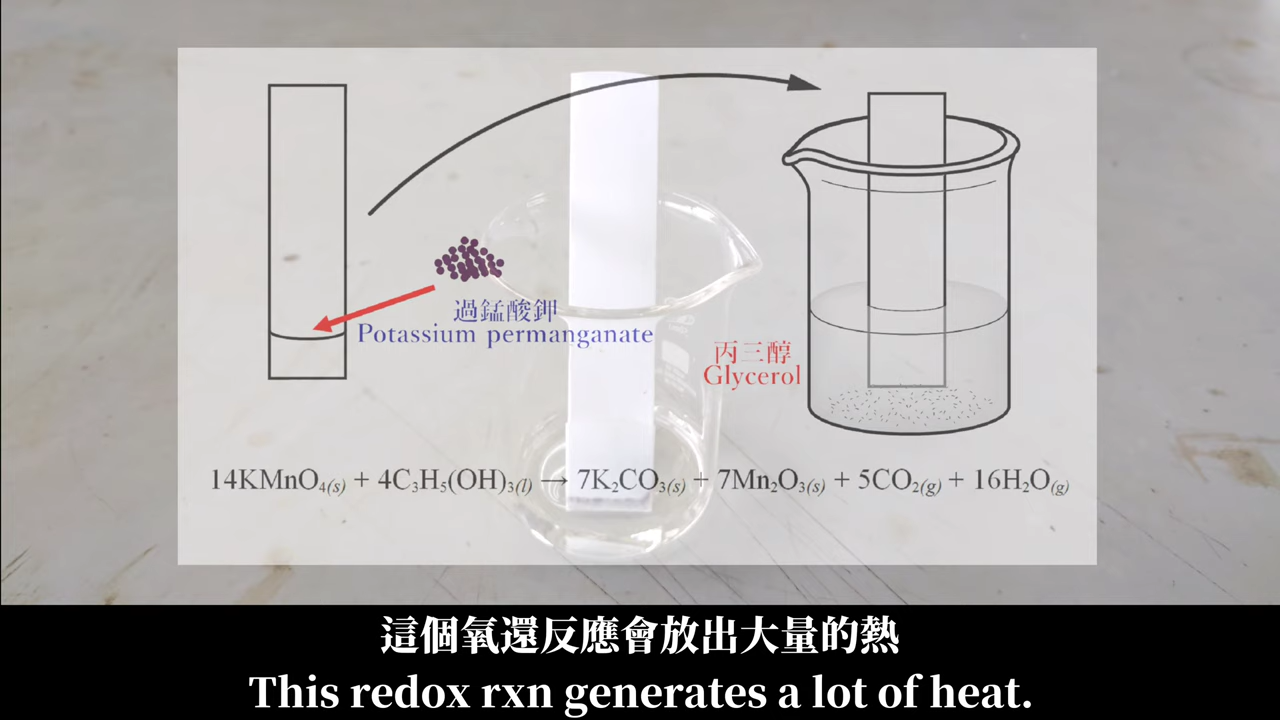 過錳酸鉀
Potassium permanganate
丙三醇
Glycerol
14KMnO₄(s) + 4C₃H₅(OH)₃(l) → 7K₂CO₃(s) + 7Mn₂O₃(s) + 5CO₂(g) + 16H₂O(g)
這個氧還反應會放出大量的熱
This redox rxn generates a lot of heat.